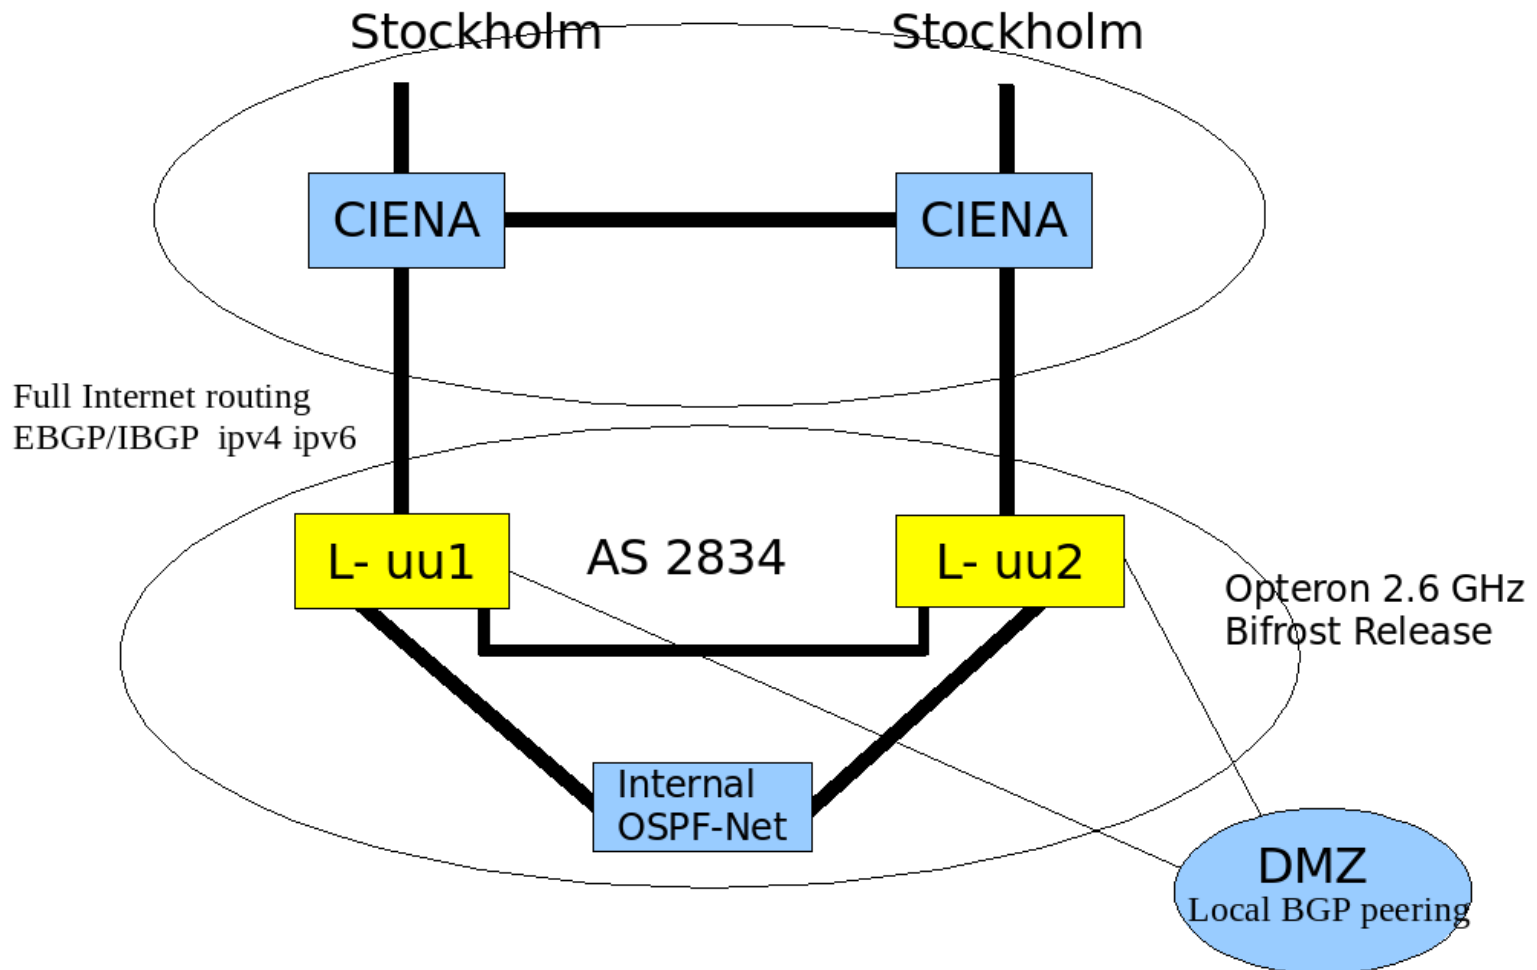 Stockholm
Stockholm
CIENA
CIENA
Full Internet routing
EBGP/IBGP ipv4 ipv6
L- uu1
AS 2834
L- uu2
Opteron 2.6 GHz
Bifrost Release
Internal
OSPF-Net
DMZ
Local BGP peering